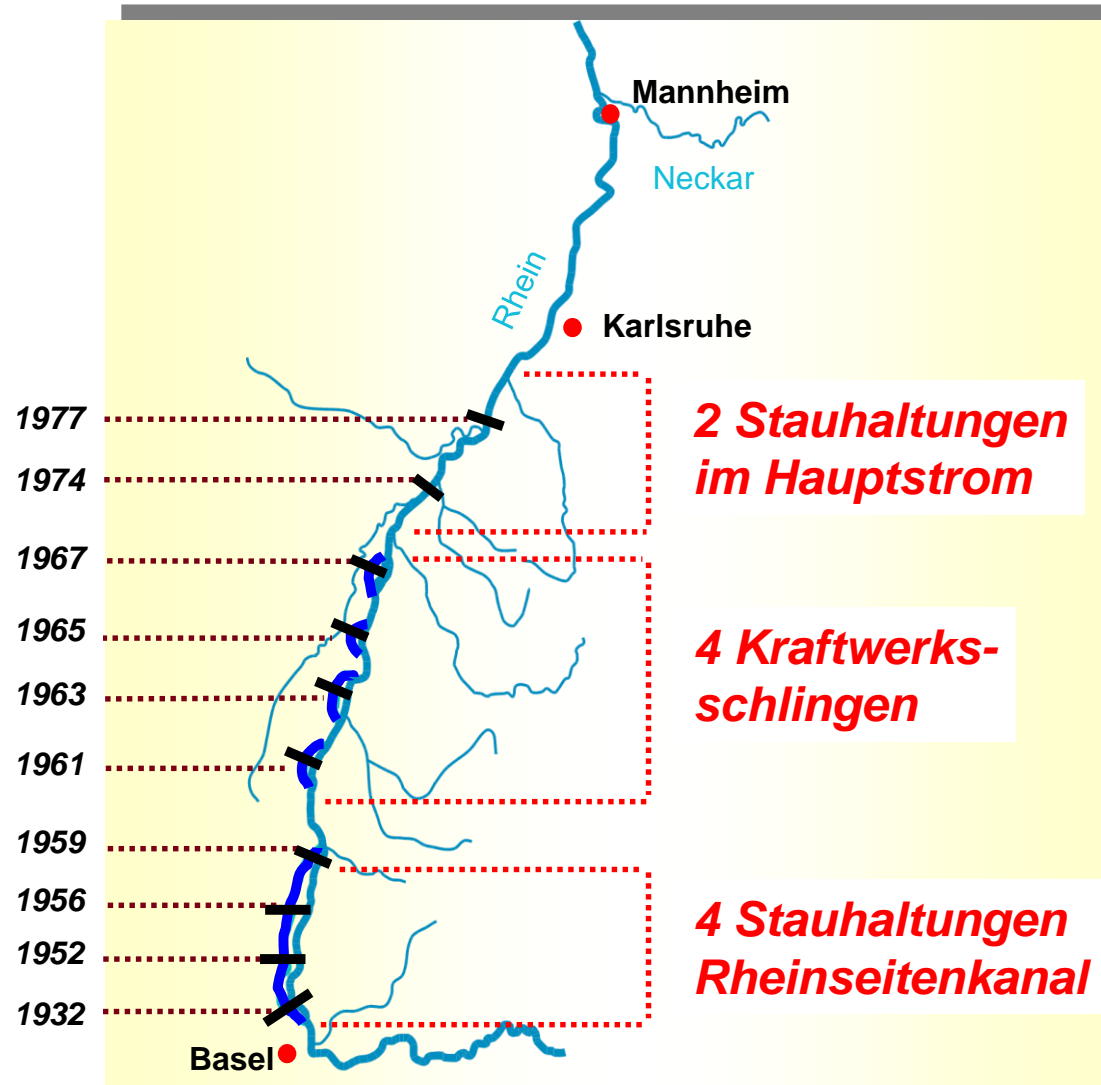 Mannheim
Neckar
Rhein
Karlsruhe
1977
2 Stauhaltungen
im Hauptstrom
1974
1967
1965
4 Kraftwerks-
schlingen
1963
1961
1959
1956
4 Stauhaltungen
Rheinseitenkanal
1952
1932
Basel